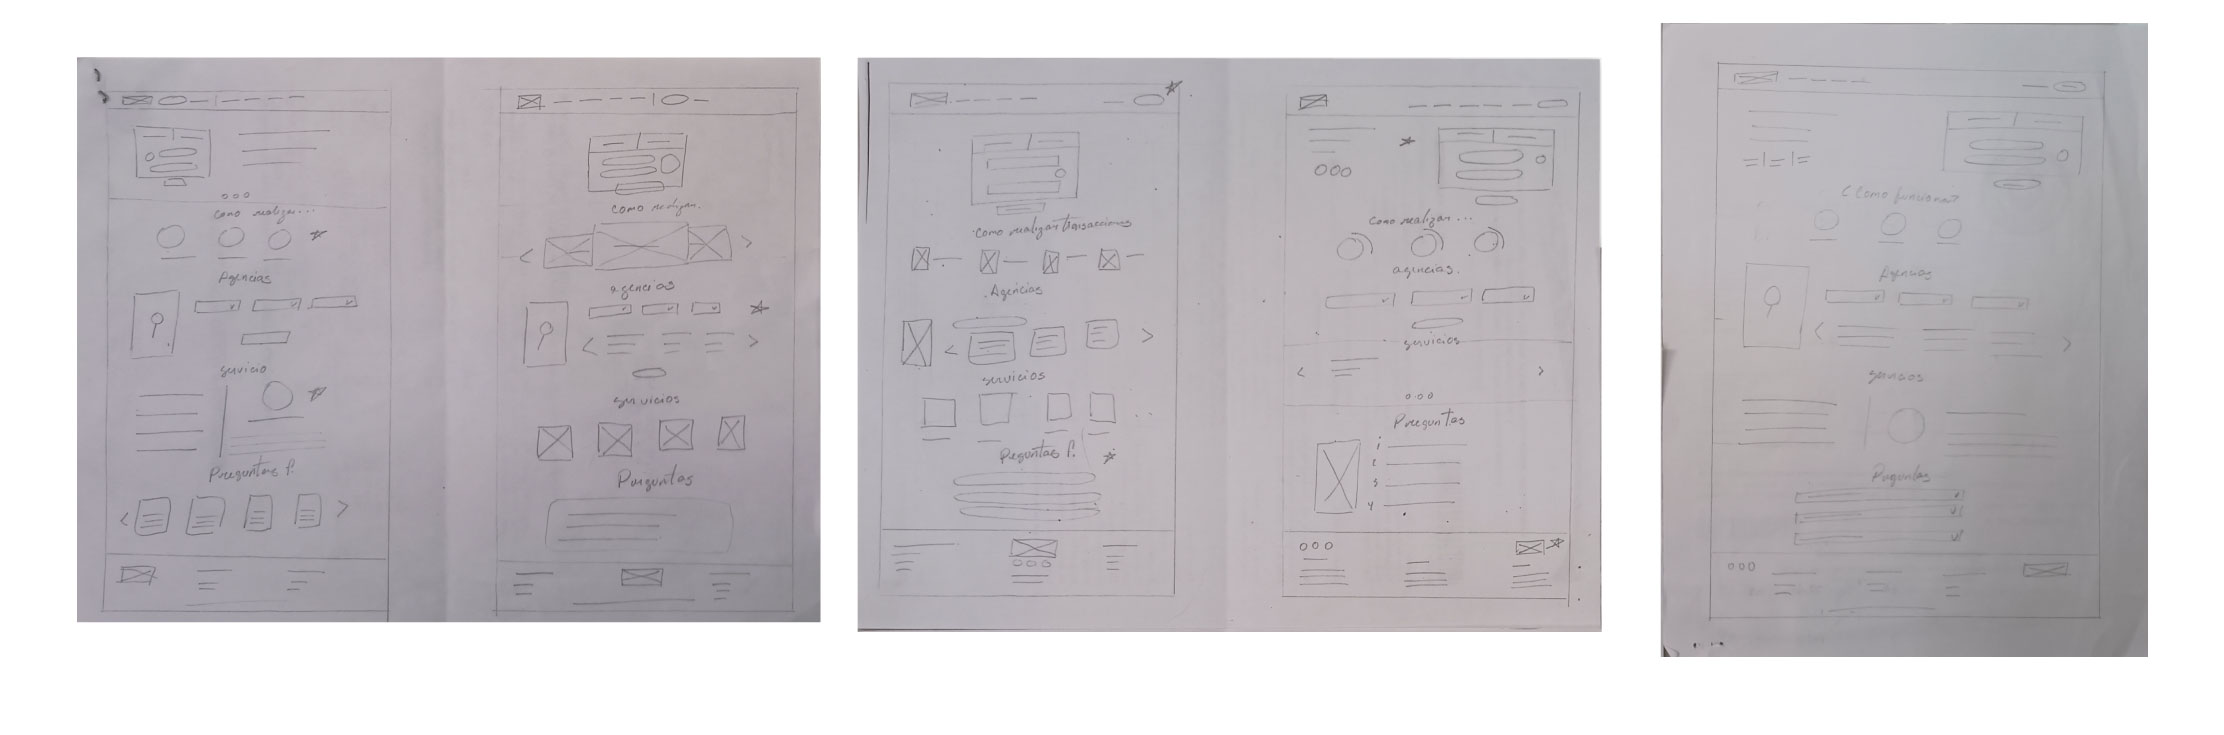 Como realizar...
Agencias
servicio
Preguntas f.
Como realizar.
agencias
servicios
Preguntas
Como realizar transacciones
Agencias
servicios
Preguntas f.
Como realizar...
agencias.
servicios
Preguntas
¿Como funciona?
Agencias
servicios
Preguntas